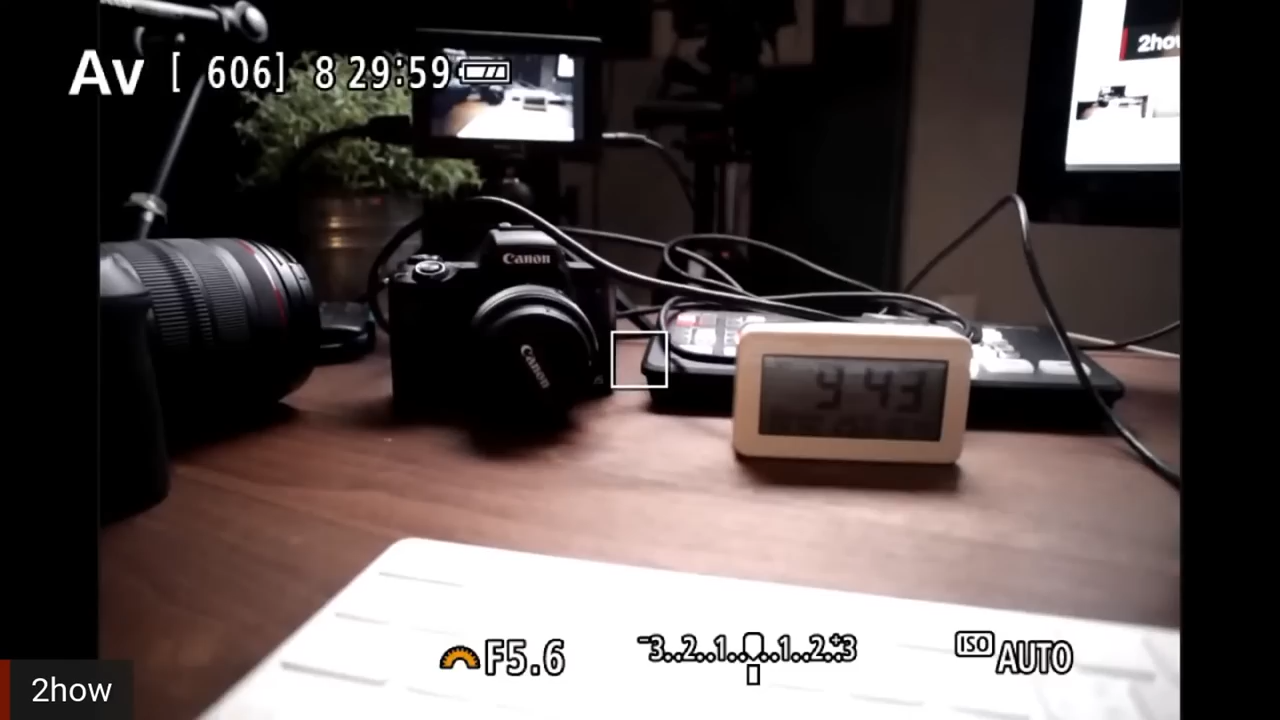 2how
Av [ 606] 8 29:59
Canon
Canon
9 43
F5.6
-3..2..1..0..1..2..+3
ISO AUTO
2how